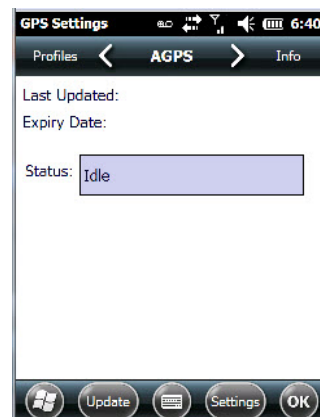 GPS Settings 6:40
Profiles AGPS Info
Last Updated:
Expiry Date:
Status: Idle
Update Settings OK